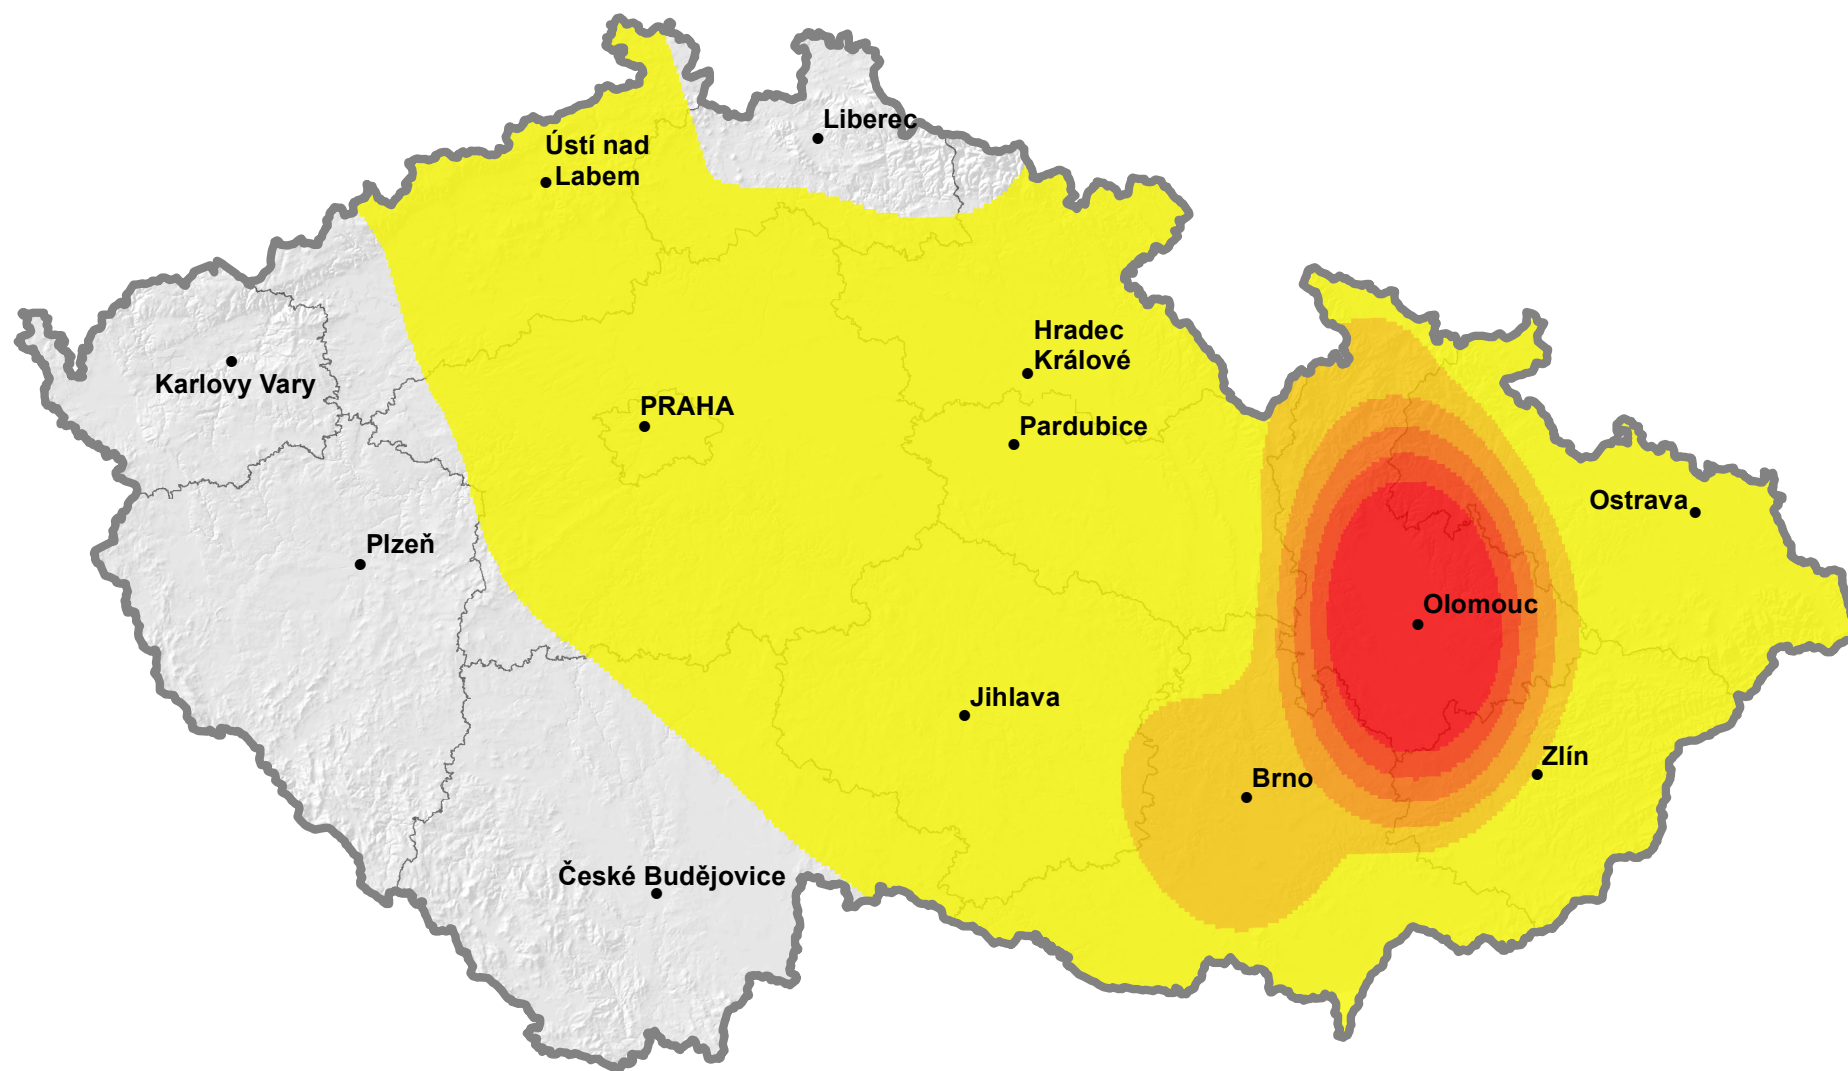 Liberec
Ústí nad
Labem
Hradec
Králové
Karlovy Vary
PRAHA
Pardubice
Ostrava
Plzeň
Olomouc
Jihlava
Zlín
Brno
České Budějovice